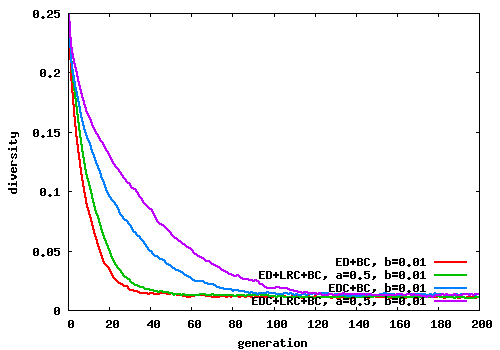 0.25
0.2
0.15
0.1
0.05
0
diversity
ED+BC, b=0.01
ED+LRC+BC, a=0.5, b=0.01
EDC+BC, b=0.01
EDC+LRC+BC, a=0.5, b=0.01
0 20 40 60 80 100 120 140 160 180 200
generation